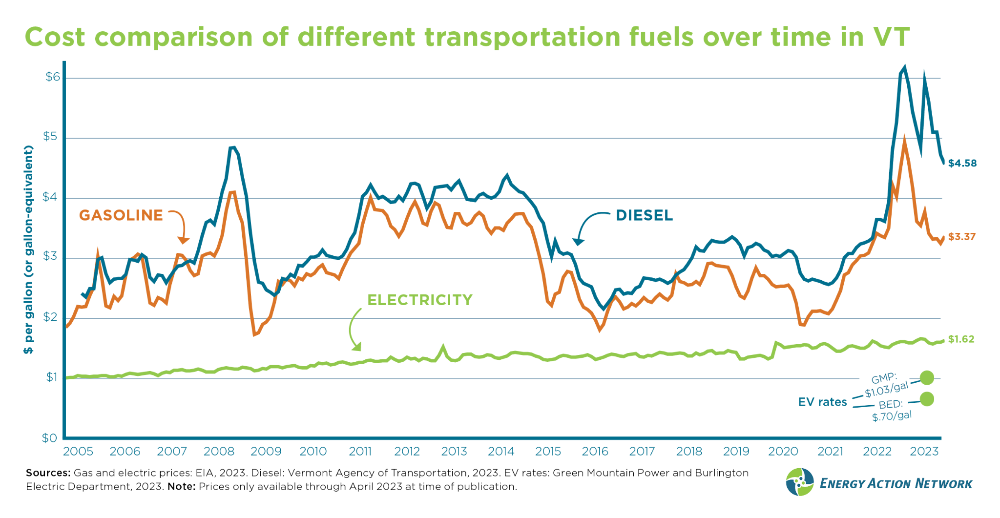 Cost comparison of different transportation fuels over time in VT
$ per gallon (or gallon-equivalent)
$6
$5
$4
$3
$2
$1
$0
GASOLINE
DIESEL
ELECTRICITY
$4.58
$3.37
$1.62
GMP:
$1.03/gal
EV rates
BED:
$.70/gal
2005 2006 2007 2008 2009 2010 2011 2012 2013 2014 2015 2016 2017 2018 2019 2020 2021 2022 2023
Sources: Gas and electric prices: EIA, 2023. Diesel: Vermont Agency of Transportation, 2023. EV rates: Green Mountain Power and Burlington
Electric Department, 2023. Note: Prices only available through April 2023 at time of publication.
ENERGY ACTION NETWORK